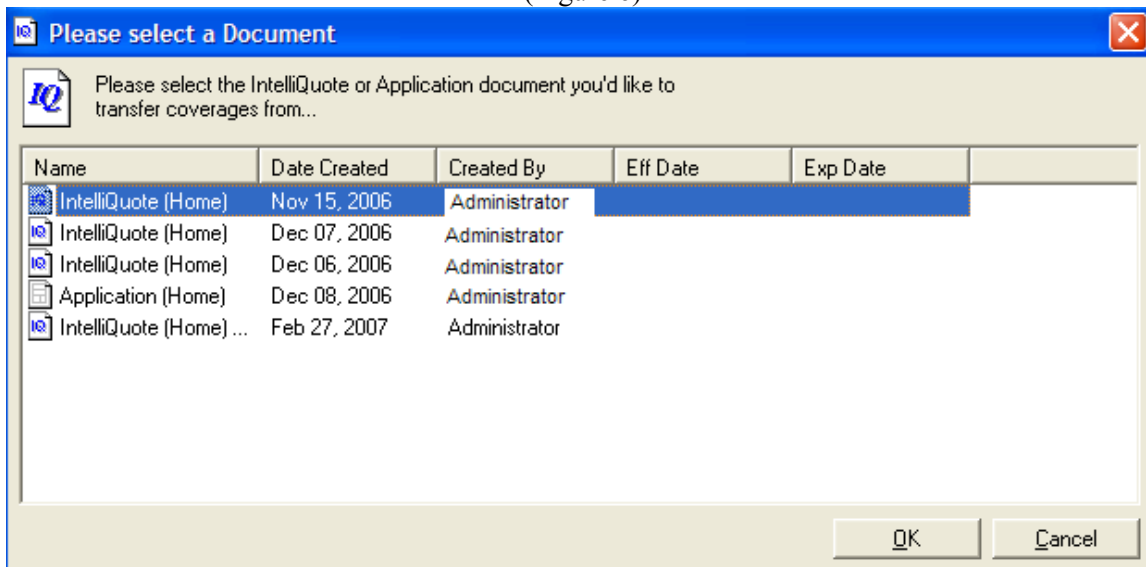 Please select a Document
IQ
Please select the IntelliQuote or Application document you'd like to
transfer coverages from...
Name Date Created Created By Eff Date Exp Date
IntelliQuote (Home) Nov 15, 2006 Administrator
IntelliQuote (Home) Dec 07, 2006 Administrator
IntelliQuote (Home) Dec 06, 2006 Administrator
Application (Home) Dec 08, 2006 Administrator
IntelliQuote (Home) ... Feb 27, 2007 Administrator
OK Cancel